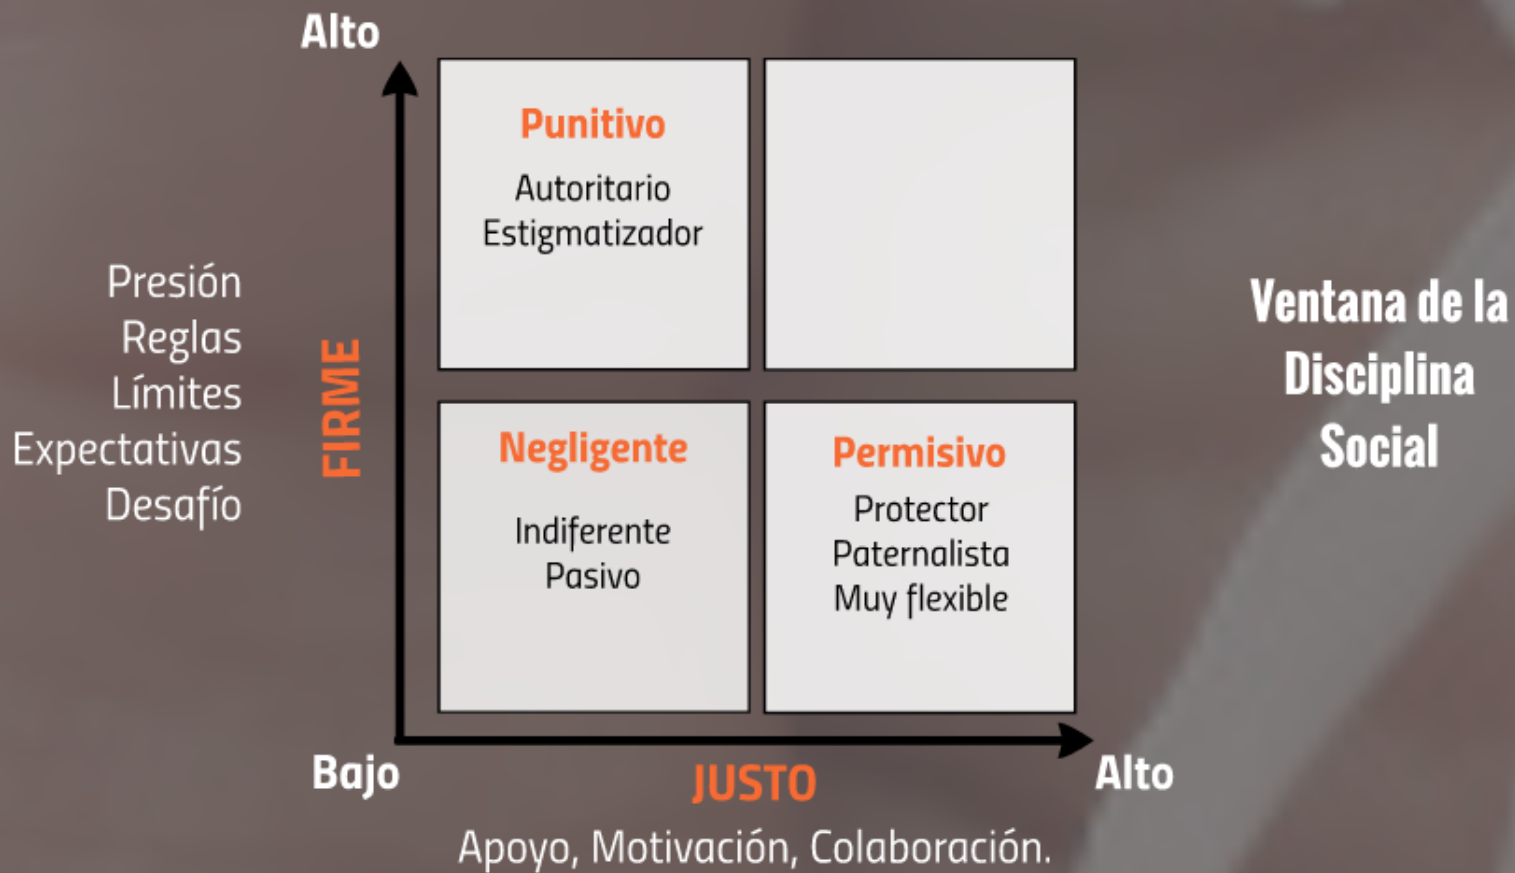 Alto
Punitivo
Autoritario
Estigmatizador
Presión
Reglas
Límites
Expectativas
Desafío
FIRME
Negligente
Indiferente
Pasivo
Permisivo
Protector
Paternalista
Muy flexible
Ventana de la
Disciplina
Social
Bajo
JUSTO
Alto
Apoyo, Motivación, Colaboración.